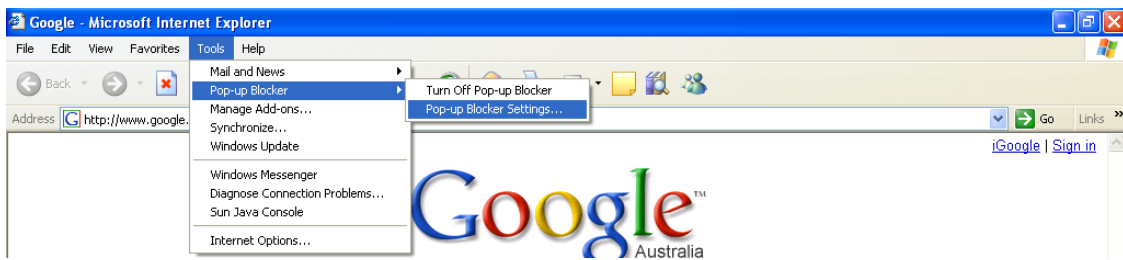 Google - Microsoft Internet Explorer
File Edit View Favorites Tools Help
Back
Mail and News
Pop-up Blocker
Turn Off Pop-up Blocker
Manage Add-ons...
Pop-up Blocker Settings...
Address http://www.google. Go Links »
Synchronize...
Windows Update
iGoogle | Sign in
Windows Messenger
Diagnose Connection Problems...
Sun Java Console
Internet Options...
Google™
Australia